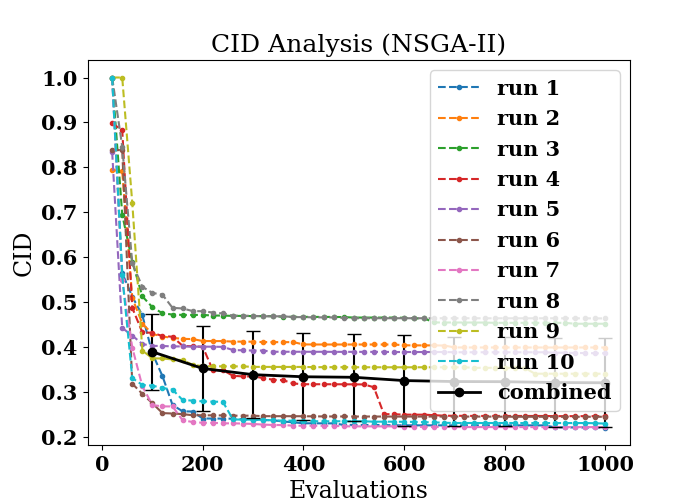 CID Analysis (NSGA-II)
1.0
0.9
0.8
0.7
0.6
0.5
0.4
0.3
0.2
CID
run 1
run 2
run 3
run 4
run 5
run 6
run 7
run 8
run 9
run 10
combined
0 200 400 600 800 1000
Evaluations